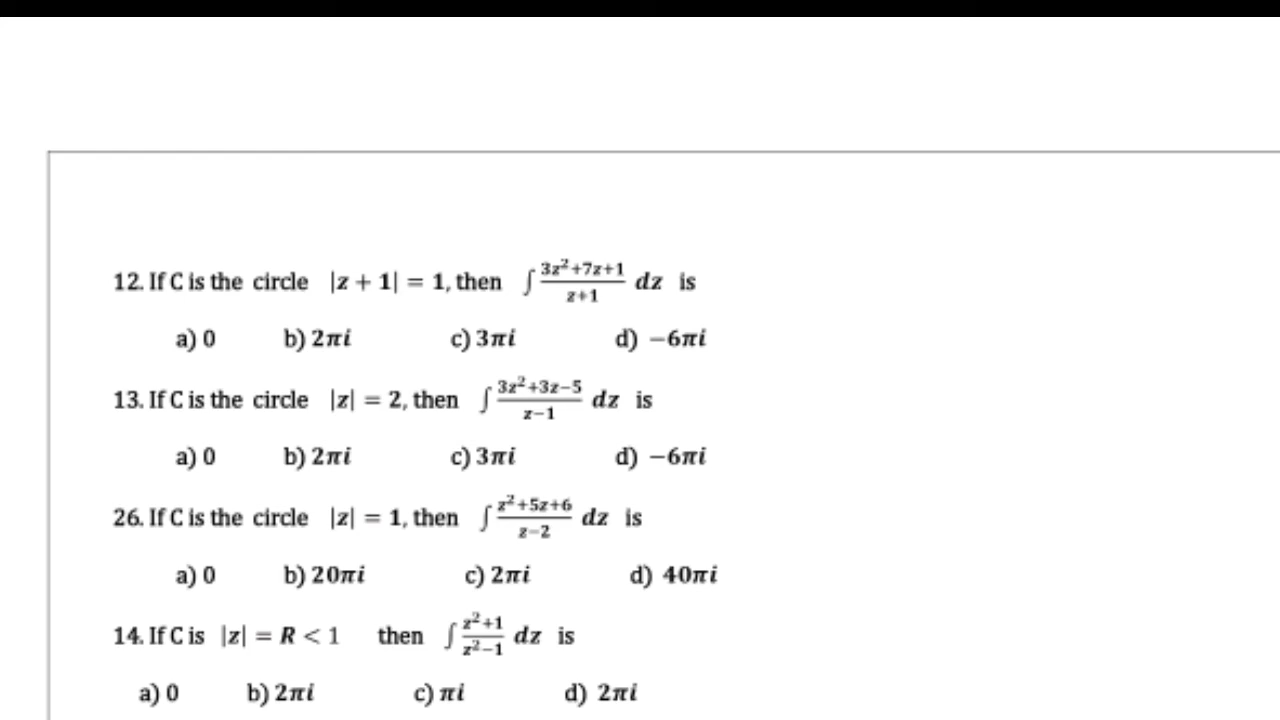 12. If C is the circle |z + 1| = 1, then ∫ (3z²+7z+1)/(z+1) dz is
a) 0 b) 2πi c) 3πi d) −6πi
13. If C is the circle |z| = 2, then ∫ (3z²+3z−5)/(z−1) dz is
a) 0 b) 2πi c) 3πi d) −6πi
26. If C is the circle |z| = 1, then ∫ (z²+5z+6)/(z−2) dz is
a) 0 b) 20πi c) 2πi d) 40πi
14. If C is |z| = R < 1 then ∫ (z²+1)/(z²−1) dz is
a) 0 b) 2πi c) πi d) 2πi